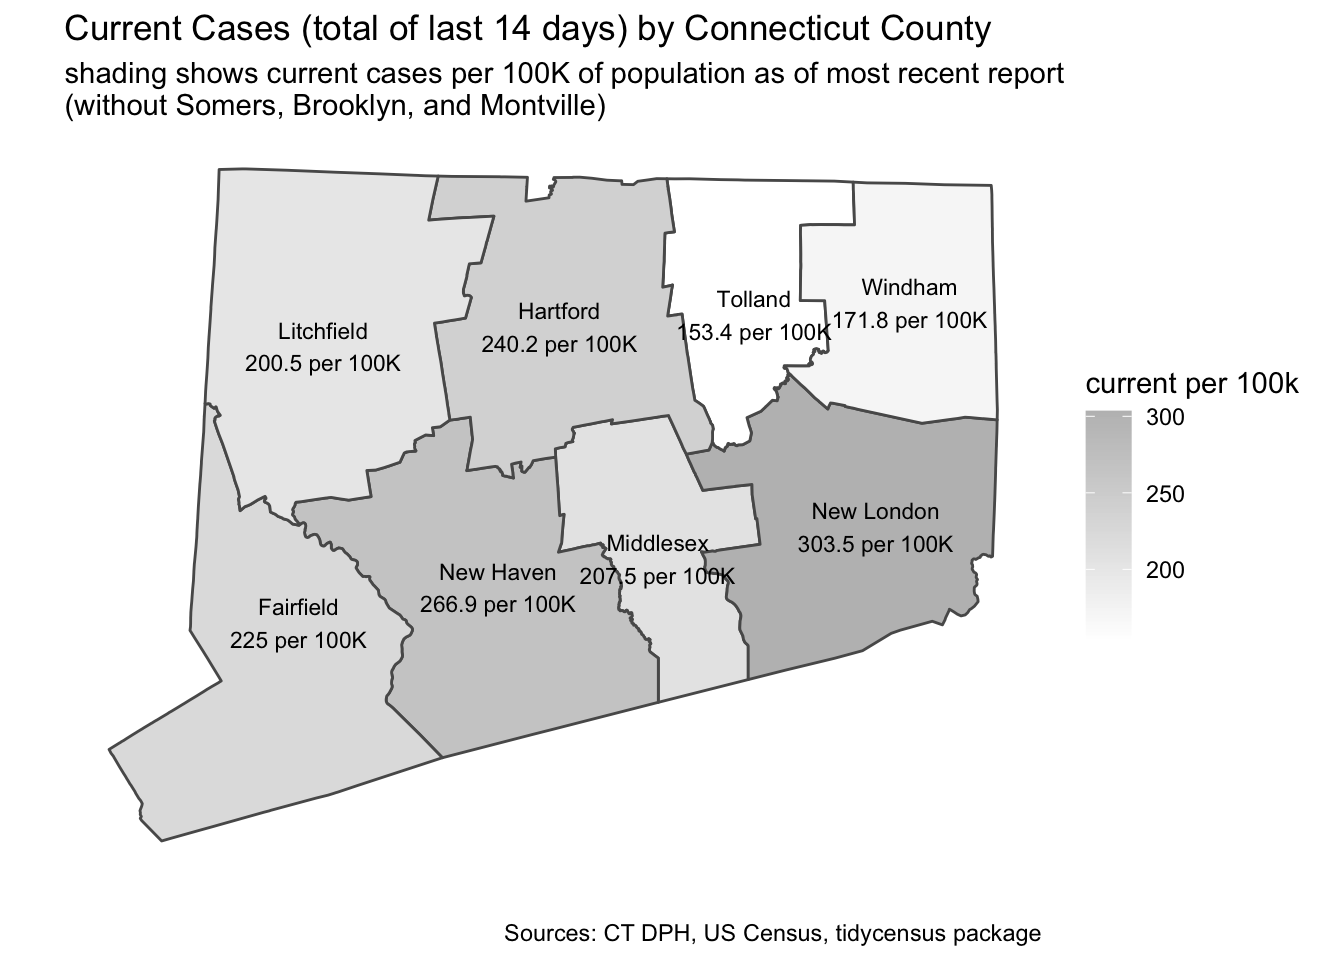 Current Cases (total of last 14 days) by Connecticut County
shading shows current cases per 100K of population as of most recent report
(without Somers, Brooklyn, and Montville)
Litchfield
200.5 per 100K
Hartford
240.2 per 100K
Tolland
153.4 per 100K
Windham
171.8 per 100K
New London
303.5 per 100K
Middlesex
207.5 per 100K
New Haven
266.9 per 100K
Fairfield
225 per 100K
current per 100k
300
250
200
Sources: CT DPH, US Census, tidycensus package